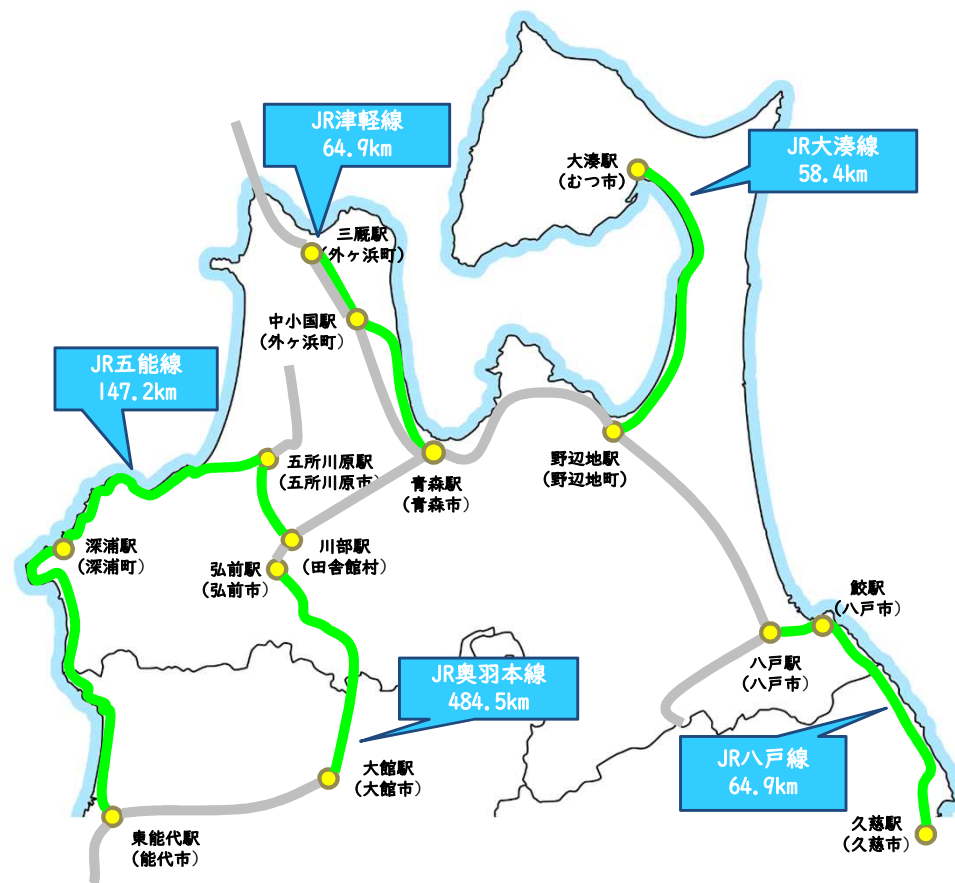 JR津軽線
64.9km
JR大湊線
58.4km
大湊駅
(むつ市)
三厩駅
(外ヶ浜町)
中小国駅
(外ヶ浜町)
JR五能線
147.2km
五所川原駅
(五所川原市)
青森駅
(青森市)
野辺地駅
(野辺地町)
深浦駅
(深浦町)
川部駅
(田舎館村)
弘前駅
(弘前市)
鮫駅
(八戸市)
八戸駅
(八戸市)
JR奥羽本線
484.5km
JR八戸線
64.9km
大館駅
(大館市)
東能代駅
(能代市)
久慈駅
(久慈市)